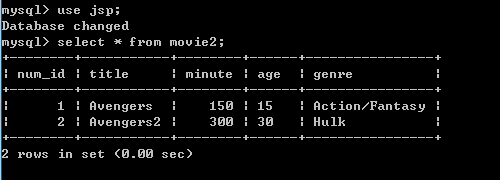 mysql> use jsp;
Database changed
mysql> select * from movie2;
+--------+-----------+--------+------+----------------+
| num_id | title     | minute | age  | genre          |
+--------+-----------+--------+------+----------------+
|      1 | Avengers  |    150 | 15   | Action/Fantasy |
|      2 | Avengers2 |    300 | 30   | Hulk           |
+--------+-----------+--------+------+----------------+
2 rows in set (0.00 sec)